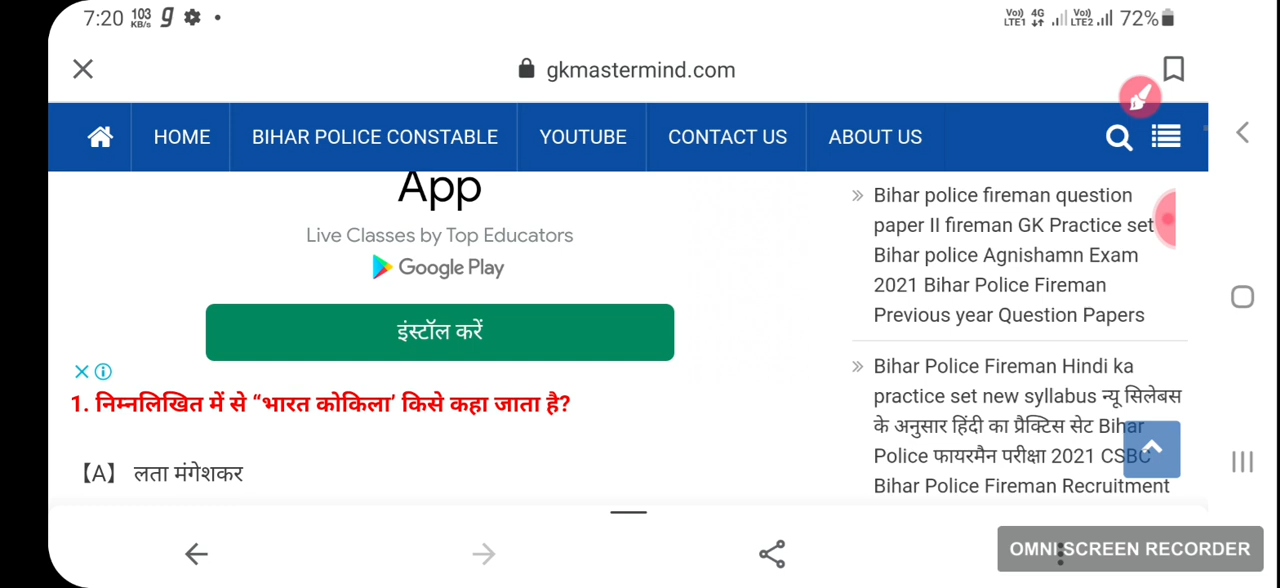 7:20 103 KB/s g Vo)) LTE1 4G Vo)) LTE2 72%
gkmastermind.com
HOME BIHAR POLICE CONSTABLE YOUTUBE CONTACT US ABOUT US
App
Live Classes by Top Educators
Google Play
इंस्टॉल करें
1. निम्नलिखित में से “भारत कोकिला’ किसे कहा जाता है?
【A】 लता मंगेशकर
Bihar police fireman question
paper II fireman GK Practice set
Bihar police Agnishamn Exam
2021 Bihar Police Fireman
Previous year Question Papers
Bihar Police Fireman Hindi ka
practice set new syllabus न्यू सिलेबस
के अनुसार हिंदी का प्रैक्टिस सेट Bihar
Police फायरमैन परीक्षा 2021 CSBC
Bihar Police Fireman Recruitment
OMNI SCREEN RECORDER